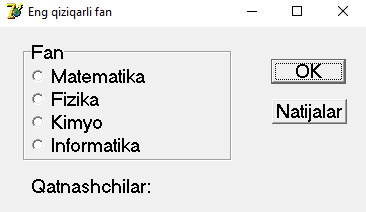 Eng qiziqarli fan
Fan
Matematika
Fizika
Kimyo
Informatika
OK
Natijalar
Qatnashchilar: